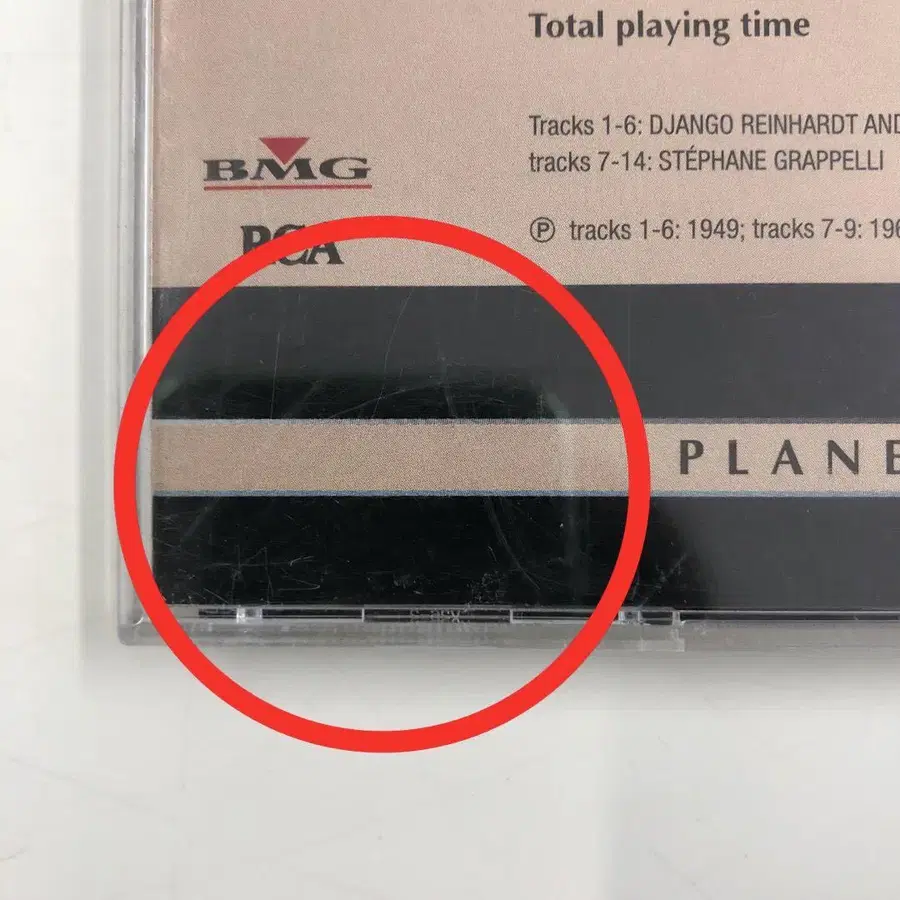 Total playing time
Tracks 1-6: DJANGO REINHARDT AND
tracks 7-14: STÉPHANE GRAPPELLI
BMG
RCA
Ⓟ tracks 1-6: 1949; tracks 7-9: 196
PLANE